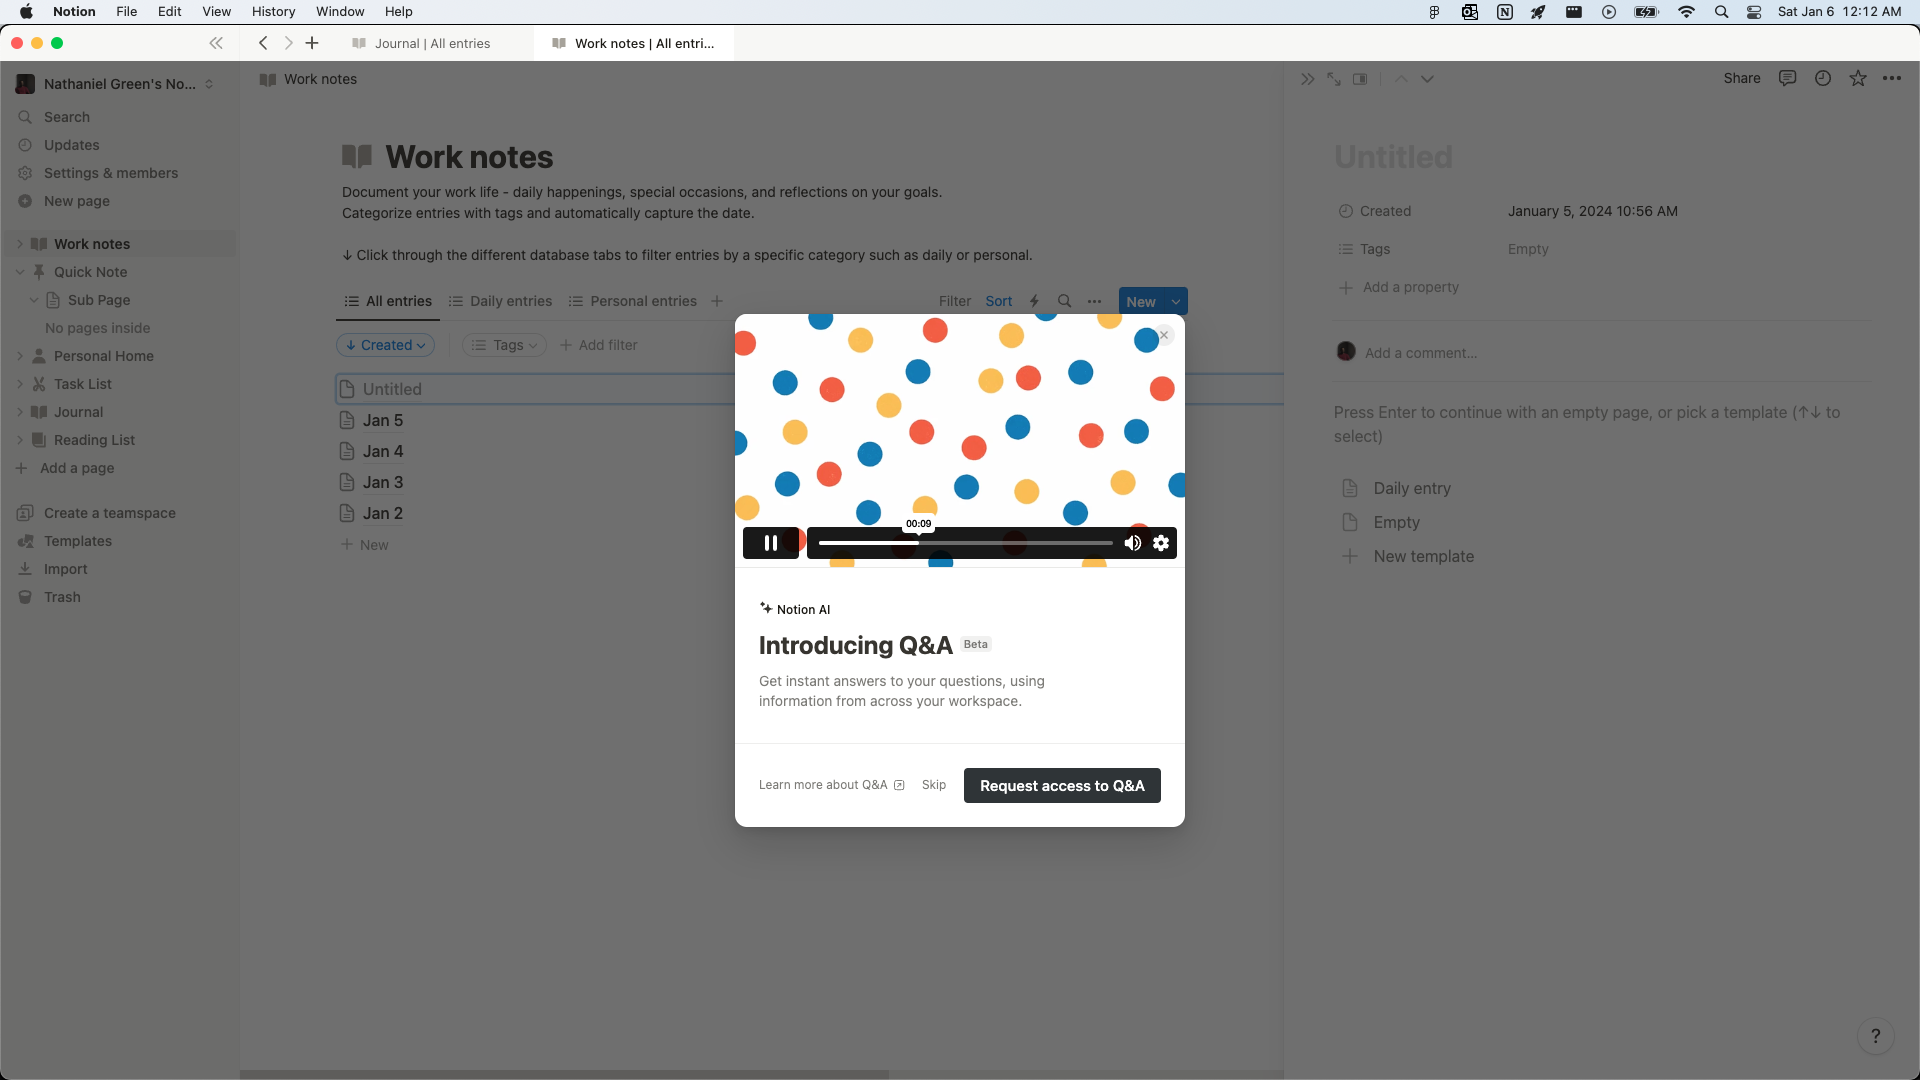 Notion File Edit View History Window Help
Sat Jan 6 12:12 AM
Journal | All entries
Work notes | All entri...
Nathaniel Green's No...
Search
Updates
Settings & members
New page
Work notes
Quick Note
Sub Page
No pages inside
Personal Home
Task List
Journal
Reading List
Add a page
Create a teamspace
Templates
Import
Trash
Work notes
Work notes
Document your work life - daily happenings, special occasions, and reflections on your goals.
Categorize entries with tags and automatically capture the date.
↓ Click through the different database tabs to filter entries by a specific category such as daily or personal.
All entries Daily entries Personal entries
Filter Sort New
Created Tags Add filter
Untitled
Jan 5
Jan 4
Jan 3
Jan 2
New
00:09
Notion AI
Introducing Q&A Beta
Get instant answers to your questions, using
information from across your workspace.
Learn more about Q&A Skip Request access to Q&A
Share
Untitled
Created January 5, 2024 10:56 AM
Tags Empty
Add a property
Add a comment...
Press Enter to continue with an empty page, or pick a template (↑↓ to
select)
Daily entry
Empty
New template
?